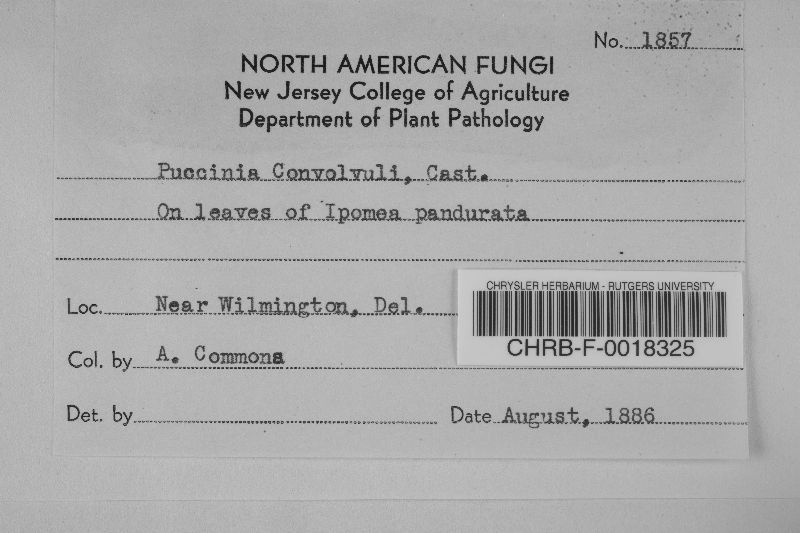 No. 1857
NORTH AMERICAN FUNGI
New Jersey College of Agriculture
Department of Plant Pathology
Puccinia Convolvuli, Cast.
On leaves of Ipomea pandurata
Loc. Near Wilmington, Del.
CHRYSLER HERBARIUM - RUTGERS UNIVERSITY
CHRB-F-0018325
Col. by A. Commons
Det. by
Date August, 1886